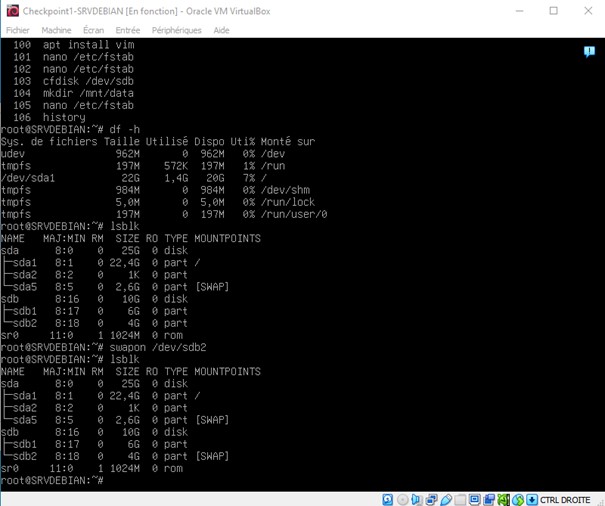 Checkpoint1-SRVDEBIAN [En fonction] - Oracle VM VirtualBox
Fichier Machine Écran Entrée Périphériques Aide
100 apt install vim
101 nano /etc/fstab
102 nano /etc/fstab
103 cfdisk /dev/sdb
104 mkdir /mnt/data
105 nano /etc/fstab
106 history
root@SRVDEBIAN:~# df -h
Sys. de fichiers Taille Utilisé Dispo Uti% Monté sur
udev 962M 0 962M 0% /dev
tmpfs 197M 572K 197M 1% /run
/dev/sda1 22G 1,4G 20G 7% /
tmpfs 984M 0 984M 0% /dev/shm
tmpfs 5,0M 0 5,0M 0% /run/lock
tmpfs 197M 0 197M 0% /run/user/0
root@SRVDEBIAN:~# lsblk
NAME MAJ:MIN RM SIZE RO TYPE MOUNTPOINTS
sda 8:0 0 25G 0 disk
├─sda1 8:1 0 22,4G 0 part /
├─sda2 8:2 0 1K 0 part
└─sda5 8:5 0 2,6G 0 part [SWAP]
sdb 8:16 0 10G 0 disk
├─sdb1 8:17 0 6G 0 part
└─sdb2 8:18 0 4G 0 part
sr0 11:0 1 1024M 0 rom
root@SRVDEBIAN:~# swapon /dev/sdb2
root@SRVDEBIAN:~# lsblk
NAME MAJ:MIN RM SIZE RO TYPE MOUNTPOINTS
sda 8:0 0 25G 0 disk
├─sda1 8:1 0 22,4G 0 part /
├─sda2 8:2 0 1K 0 part
└─sda5 8:5 0 2,6G 0 part [SWAP]
sdb 8:16 0 10G 0 disk
├─sdb1 8:17 0 6G 0 part
└─sdb2 8:18 0 4G 0 part [SWAP]
sr0 11:0 1 1024M 0 rom
root@SRVDEBIAN:~#
CTRL DROITE